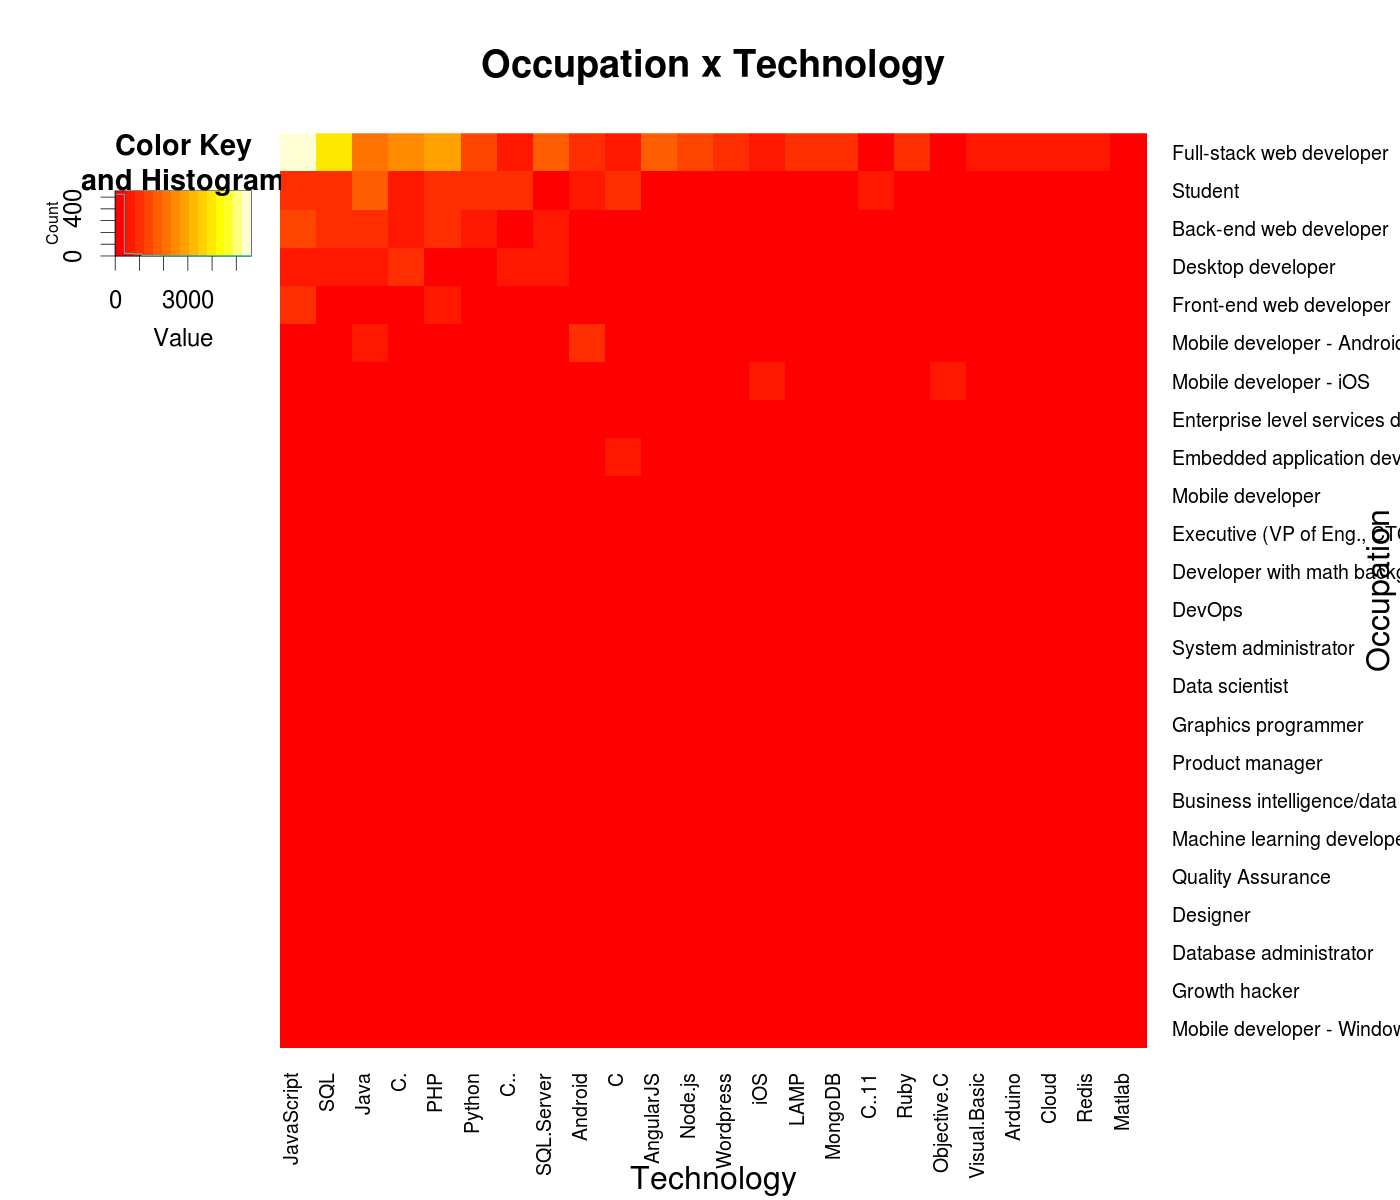 Occupation x Technology
Color Key
and Histogram
Count
0 400
0 3000
Value
Full-stack web developer
Student
Back-end web developer
Desktop developer
Front-end web developer
Mobile developer - Android
Mobile developer - iOS
Enterprise level services d
Embedded application dev
Mobile developer
Executive (VP of Eng., CTO
Developer with math backg
DevOps
System administrator
Data scientist
Graphics programmer
Product manager
Business intelligence/data
Machine learning develope
Quality Assurance
Designer
Database administrator
Growth hacker
Mobile developer - Window
Occupation
JavaScript
SQL
Java
C.
PHP
Python
C..
SQL.Server
Android
C
AngularJS
Node.js
Wordpress
iOS
LAMP
MongoDB
C..11
Ruby
Objective.C
Visual.Basic
Arduino
Cloud
Redis
Matlab
Technology